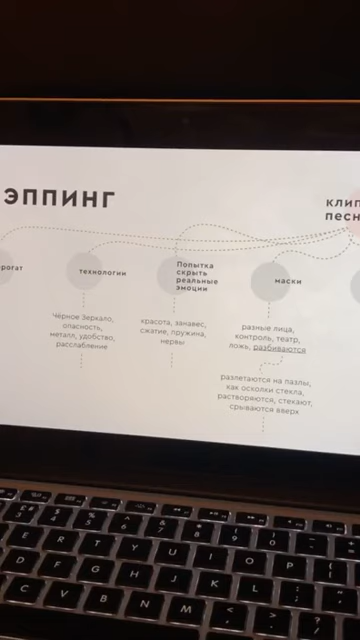 ЭППИНГ
КЛИП
ПЕСН
рогат
технологии
Попытка
скрыть
реальные
эмоции
маски
Чёрное Зеркало,
опасность,
металл, удобство,
расслабление
красота, занавес,
сжатие, пружина,
нервы
разные лица,
контроль, театр,
ложь, разбиваются
разлетаются на пазлы,
как осколки стекла,
растворяются, стекают,
срываются вверх
E R T Y U I O P
D F G H J K L
C V B N M